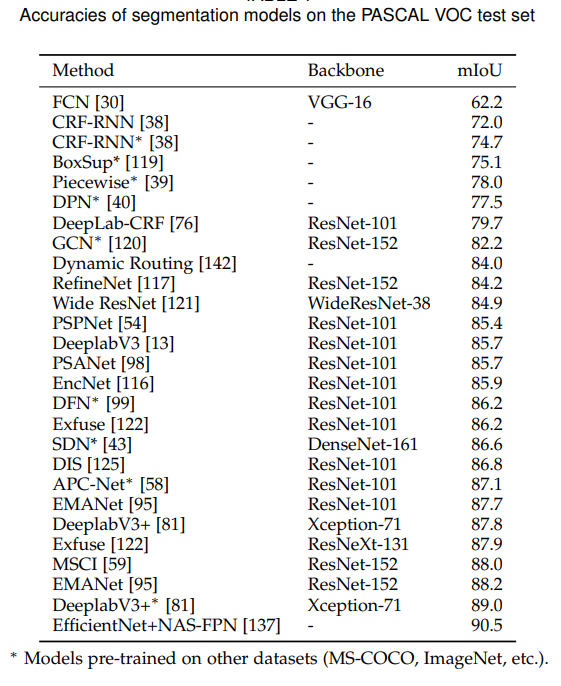 Accuracies of segmentation models on the PASCAL VOC test set
Method Backbone mIoU
FCN [30] VGG-16 62.2
CRF-RNN [38] - 72.0
CRF-RNN* [38] - 74.7
BoxSup* [119] - 75.1
Piecewise* [39] - 78.0
DPN* [40] - 77.5
DeepLab-CRF [76] ResNet-101 79.7
GCN* [120] ResNet-152 82.2
Dynamic Routing [142] - 84.0
RefineNet [117] ResNet-152 84.2
Wide ResNet [121] WideResNet-38 84.9
PSPNet [54] ResNet-101 85.4
DeeplabV3 [13] ResNet-101 85.7
PSANet [98] ResNet-101 85.7
EncNet [116] ResNet-101 85.9
DFN* [99] ResNet-101 86.2
Exfuse [122] ResNet-101 86.2
SDN* [43] DenseNet-161 86.6
DIS [125] ResNet-101 86.8
APC-Net* [58] ResNet-101 87.1
EMANet [95] ResNet-101 87.7
DeeplabV3+ [81] Xception-71 87.8
Exfuse [122] ResNeXt-131 87.9
MSCI [59] ResNet-152 88.0
EMANet [95] ResNet-152 88.2
DeeplabV3+* [81] Xception-71 89.0
EfficientNet+NAS-FPN [137] - 90.5
* Models pre-trained on other datasets (MS-COCO, ImageNet, etc.).